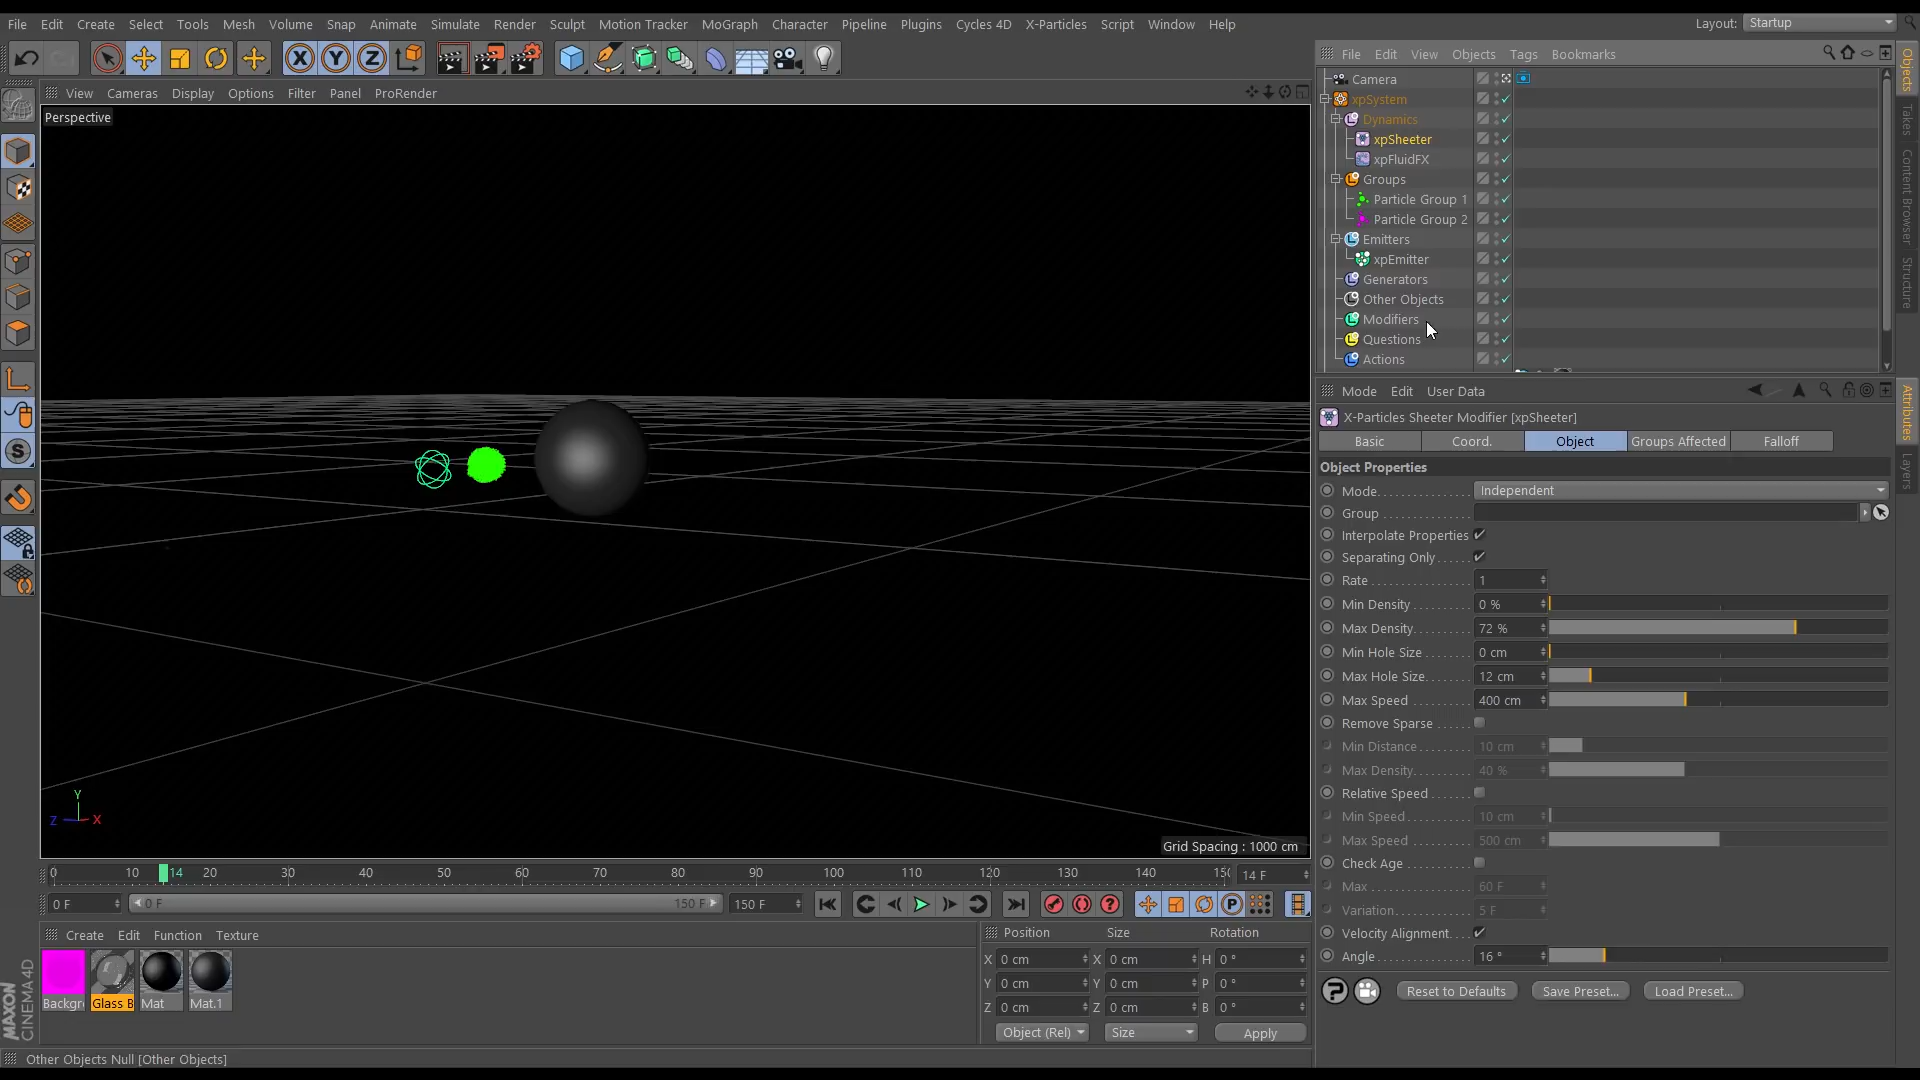 File Edit Create Select Tools Mesh Volume Snap Animate Simulate Render Sculpt Motion Tracker MoGraph Character Pipeline Plugins Cycles 4D X-Particles Script Window Help
Layout: Startup
X Y Z
File Edit View Objects Tags Bookmarks
View Cameras Display Options Filter Panel ProRender
Perspective
Camera
xpSystem
Dynamics
xpSheeter
xpFluidFX
Groups
Particle Group 1
Particle Group 2
Emitters
xpEmitter
Generators
Other Objects
Modifiers
Questions
Actions
Objects
Takes
Content Browser
Structure
Attributes
Layers
Mode Edit User Data
X-Particles Sheeter Modifier [xpSheeter]
Basic Coord. Object Groups Affected Falloff
Object Properties
Mode Independent
Group
Interpolate Properties
Separating Only
Rate 1
Min Density 0 %
Max Density 72 %
Min Hole Size 0 cm
Max Hole Size 12 cm
Max Speed 400 cm
Remove Sparse
Min Distance 10 cm
Max Density 40 %
Relative Speed
Min Speed 10 cm
Max Speed 500 cm
Check Age
Max 60 F
Variation 5 F
Velocity Alignment
Angle 16 °
Reset to Defaults Save Preset... Load Preset...
Y
Z X
Grid Spacing : 1000 cm
0 10 14 20 30 40 50 60 70 80 90 100 110 120 130 140 150 14 F
0 F 0 F 150 F 150 F
Create Edit Function Texture
Backgr Glass B Mat Mat.1
Position Size Rotation
X 0 cm X 0 cm H 0 °
Y 0 cm Y 0 cm P 0 °
Z 0 cm Z 0 cm B 0 °
Object (Rel) Size Apply
MAXON
CINEMA 4D
Other Objects Null [Other Objects]